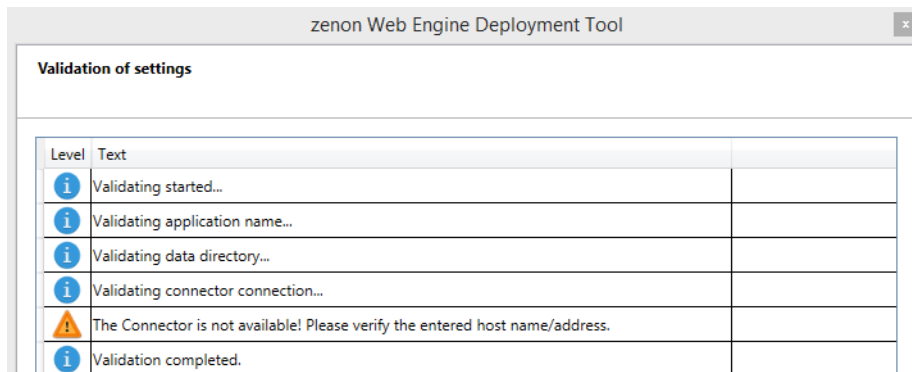 zenon Web Engine Deployment Tool
x
Validation of settings
Level Text
Validating started...
Validating application name...
Validating data directory...
Validating connector connection...
The Connector is not available! Please verify the entered host name/address.
Validation completed.